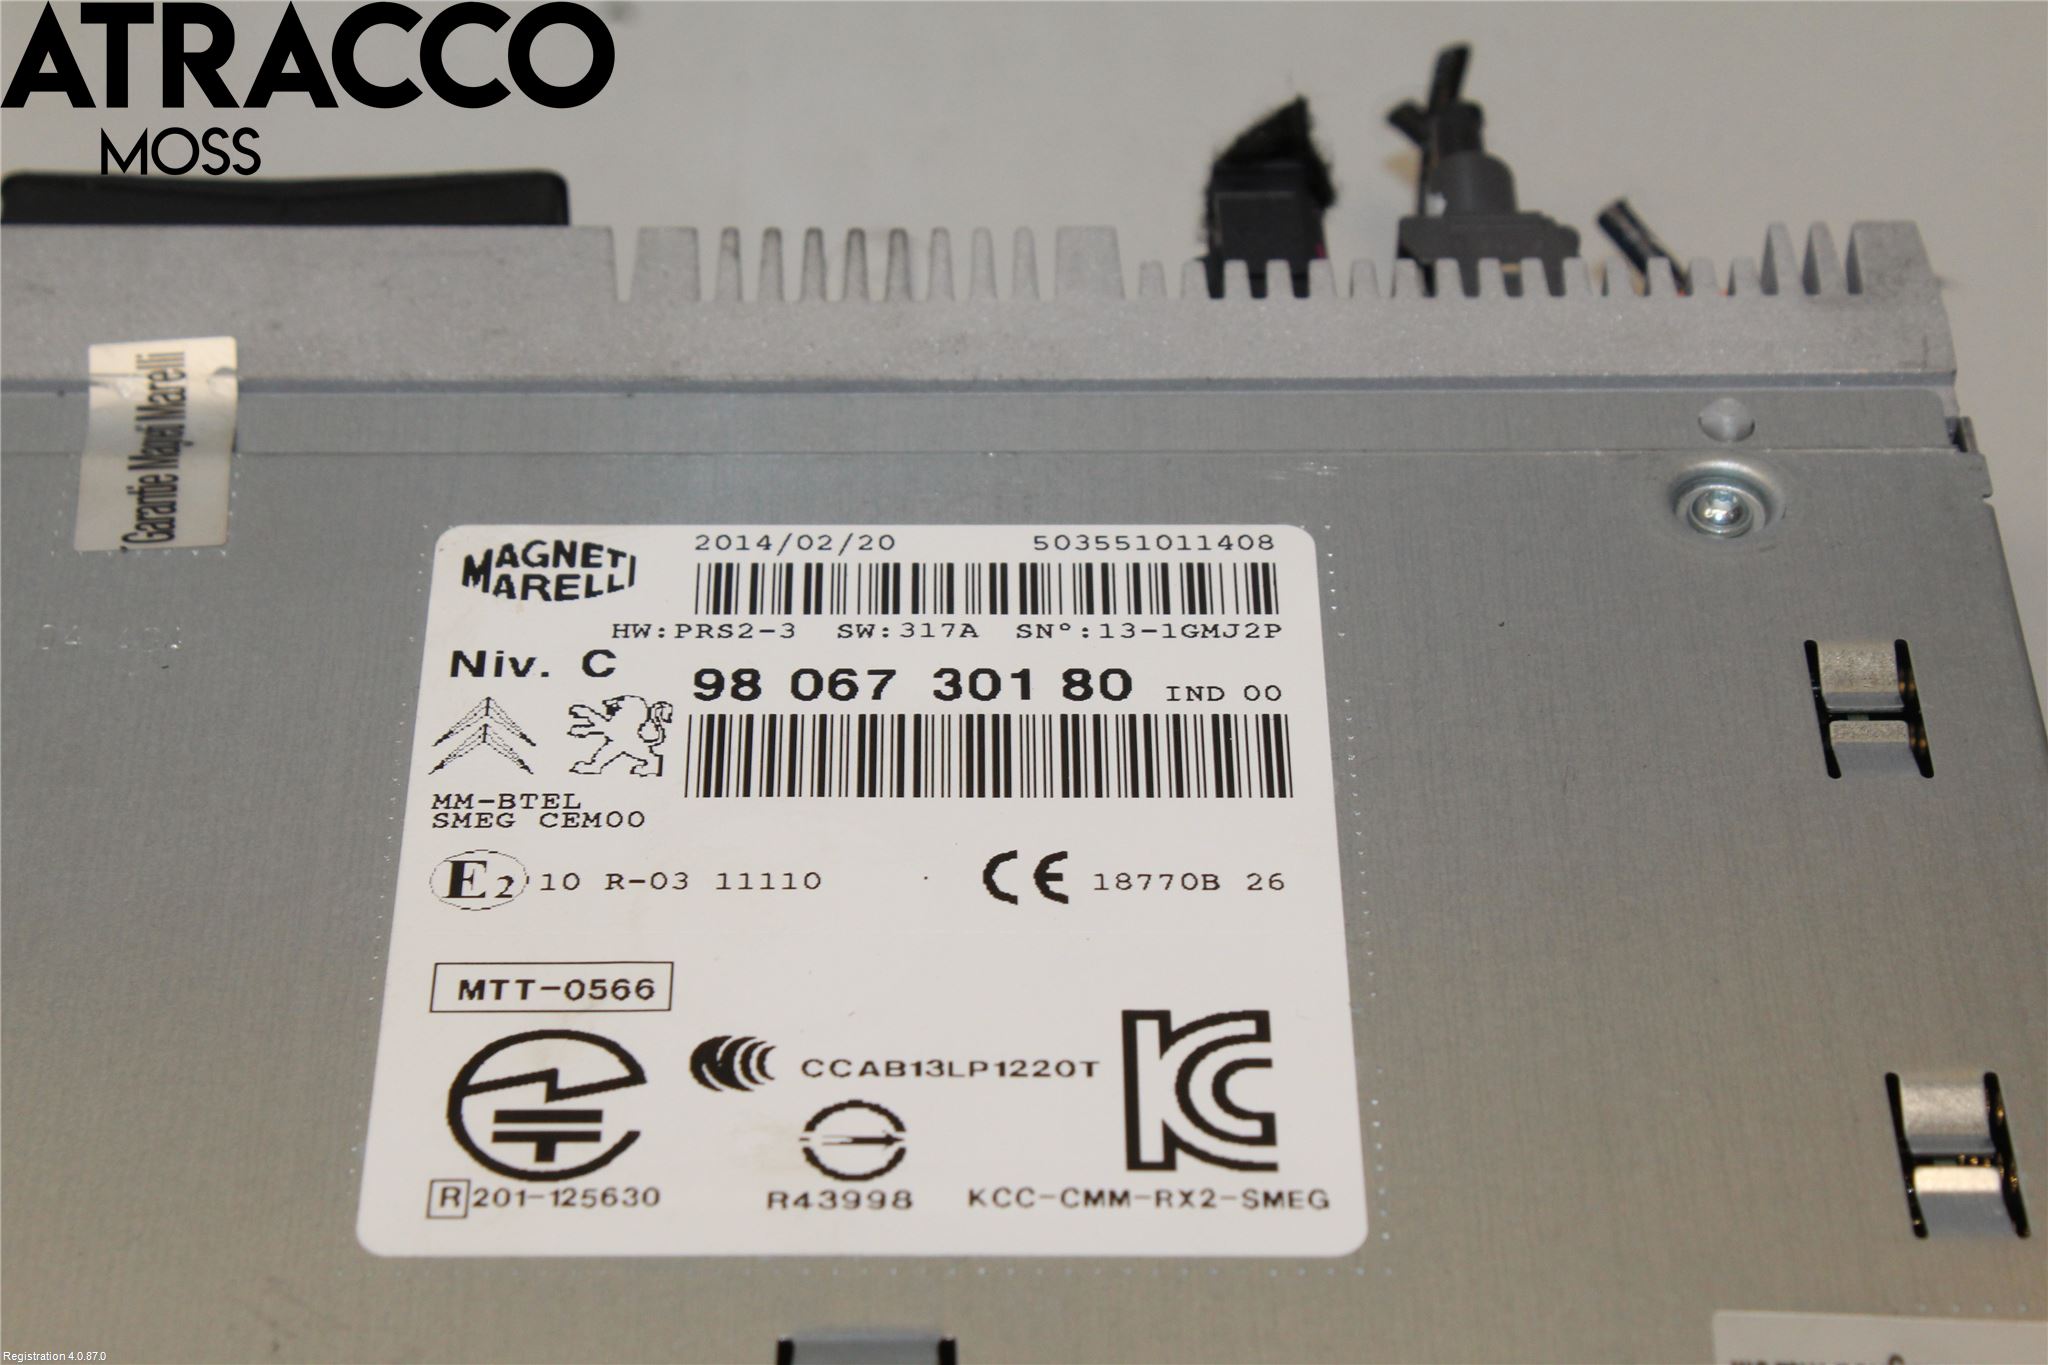 ATRACCO
MOSS
Garantie Magneti Marelli
MAGNETI
MARELLI
2014/02/20 503551011408
HW:PRS2-3 SW:317A SN°:13-1GMJ2P
Niv. C
98 067 301 80 IND 00
MM-BTEL
SMEG CEM00
E2 10 R-03 11110
CE 18770B 26
MTT-0566
CCC CCAB13LP1220T
KC
R 201-125630
R43998
KCC-CMM-RX2-SMEG
Registration 4.0.87.0